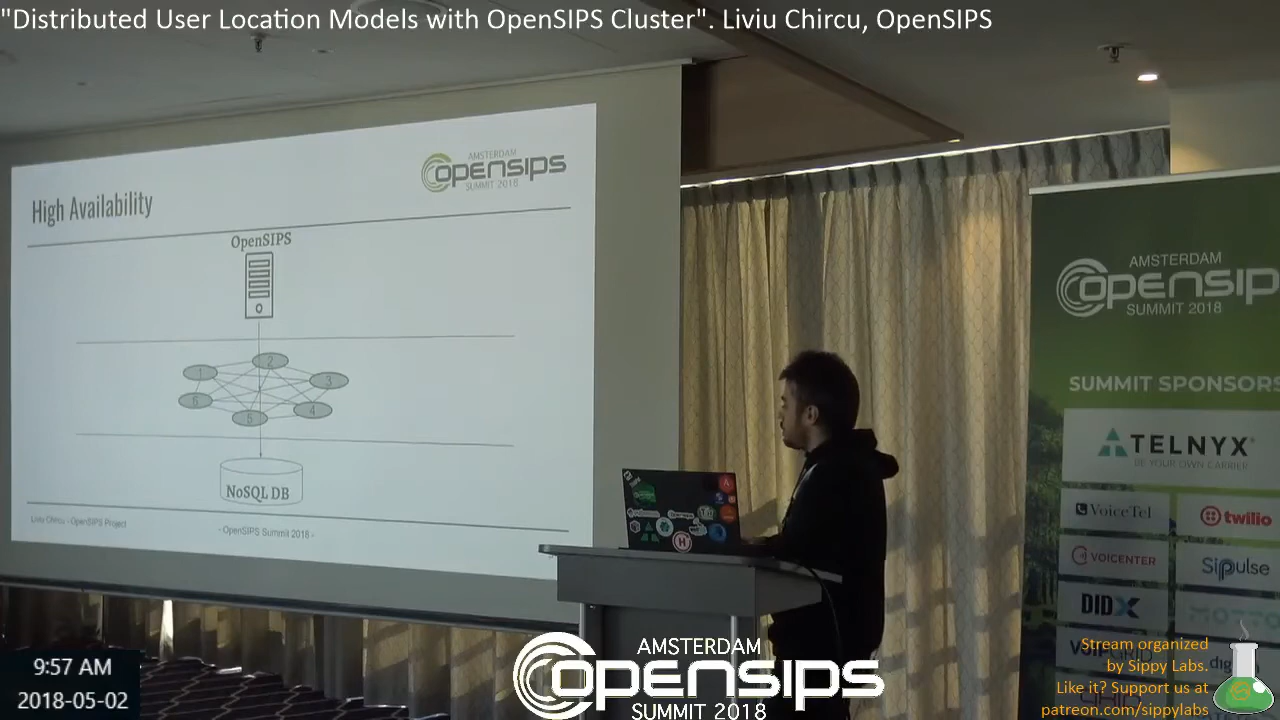 "Distributed User Location Models with OpenSIPS Cluster". Liviu Chircu, OpenSIPS
AMSTERDAM
OPENSIPS
SUMMIT 2018
High Availability
OpenSIPS
1
2
3
6
5
4
NoSQL DB
Liviu Chircu - OpenSIPS Project
- OpenSIPS Summit 2018 -
AMSTERDAM
OPENSIP
SUMMIT 2018
SUMMIT SPONSORS
TELNYX
BE YOUR OWN CARRIER
VoiceTel
twilio
VOICENTER
Sipulse
DIDX
Stream organized
by Sippy Labs.
Like it? Support us at
patreon.com/sippylabs
9:57 AM
2018-05-02
AMSTERDAM
OPENSIPS
SUMMIT 2018